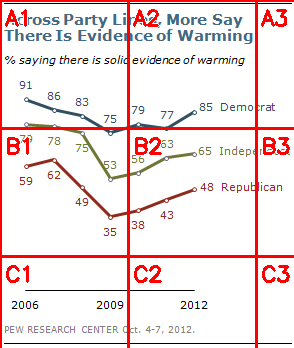 Across Party Lines, More Say
There Is Evidence of Warming
% saying there is solid evidence of warming
A1 A2 A3
91 86 83 75 79 77 85 Democrat
B1 B2 B3
79 78 75 53 56 63 65 Independent
59 62 49 35 38 43 48 Republican
C1 C2 C3
2006 2009 2012
PEW RESEARCH CENTER Oct. 4-7, 2012.